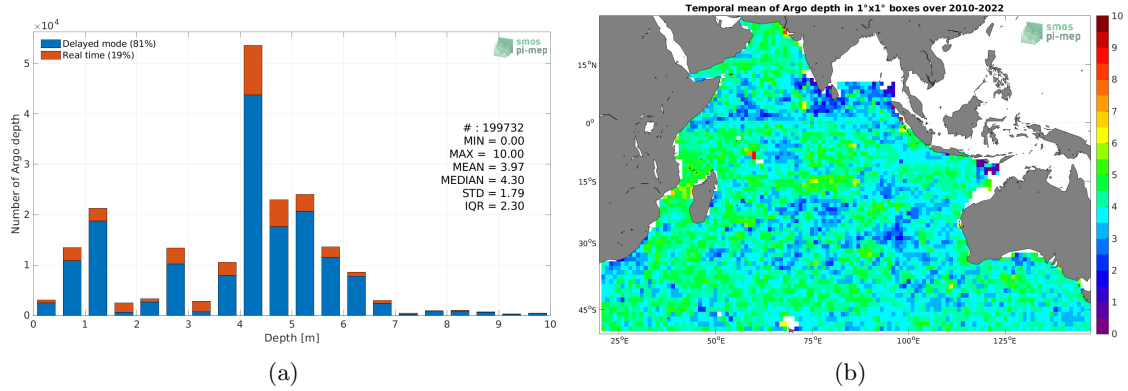 ×10⁴
5
4
3
2
1
0
Number of Argo depth
Delayed mode (81%)
Real time (19%)
smos
pi-mep
# : 199732
MIN = 0.00
MAX = 10.00
MEAN = 3.97
MEDIAN = 4.30
STD = 1.79
IQR = 2.30
0 1 2 3 4 5 6 7 8 9 10
Depth [m]
(a)
Temporal mean of Argo depth in 1°x1° boxes over 2010-2022
smos
pi-mep
15°N
0°
15°S
30°S
45°S
25°E 50°E 75°E 100°E 125°E
10
9
8
7
6
5
4
3
2
1
0
(b)